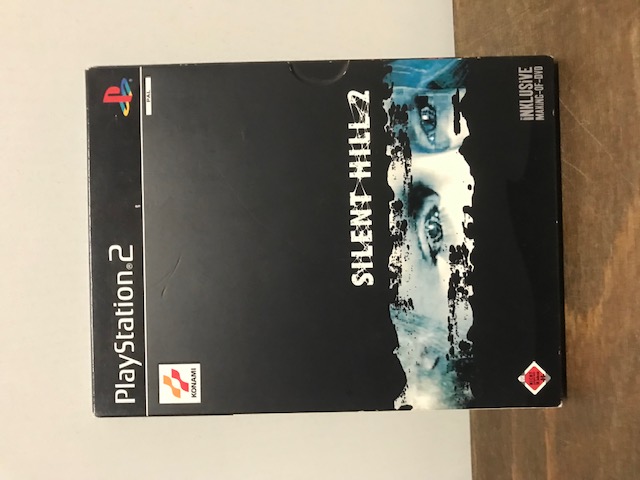 PlayStation®2
PAL
SILENT HILL 2
INKLUSiVE
MAKING-OF-DVD
KONAMI